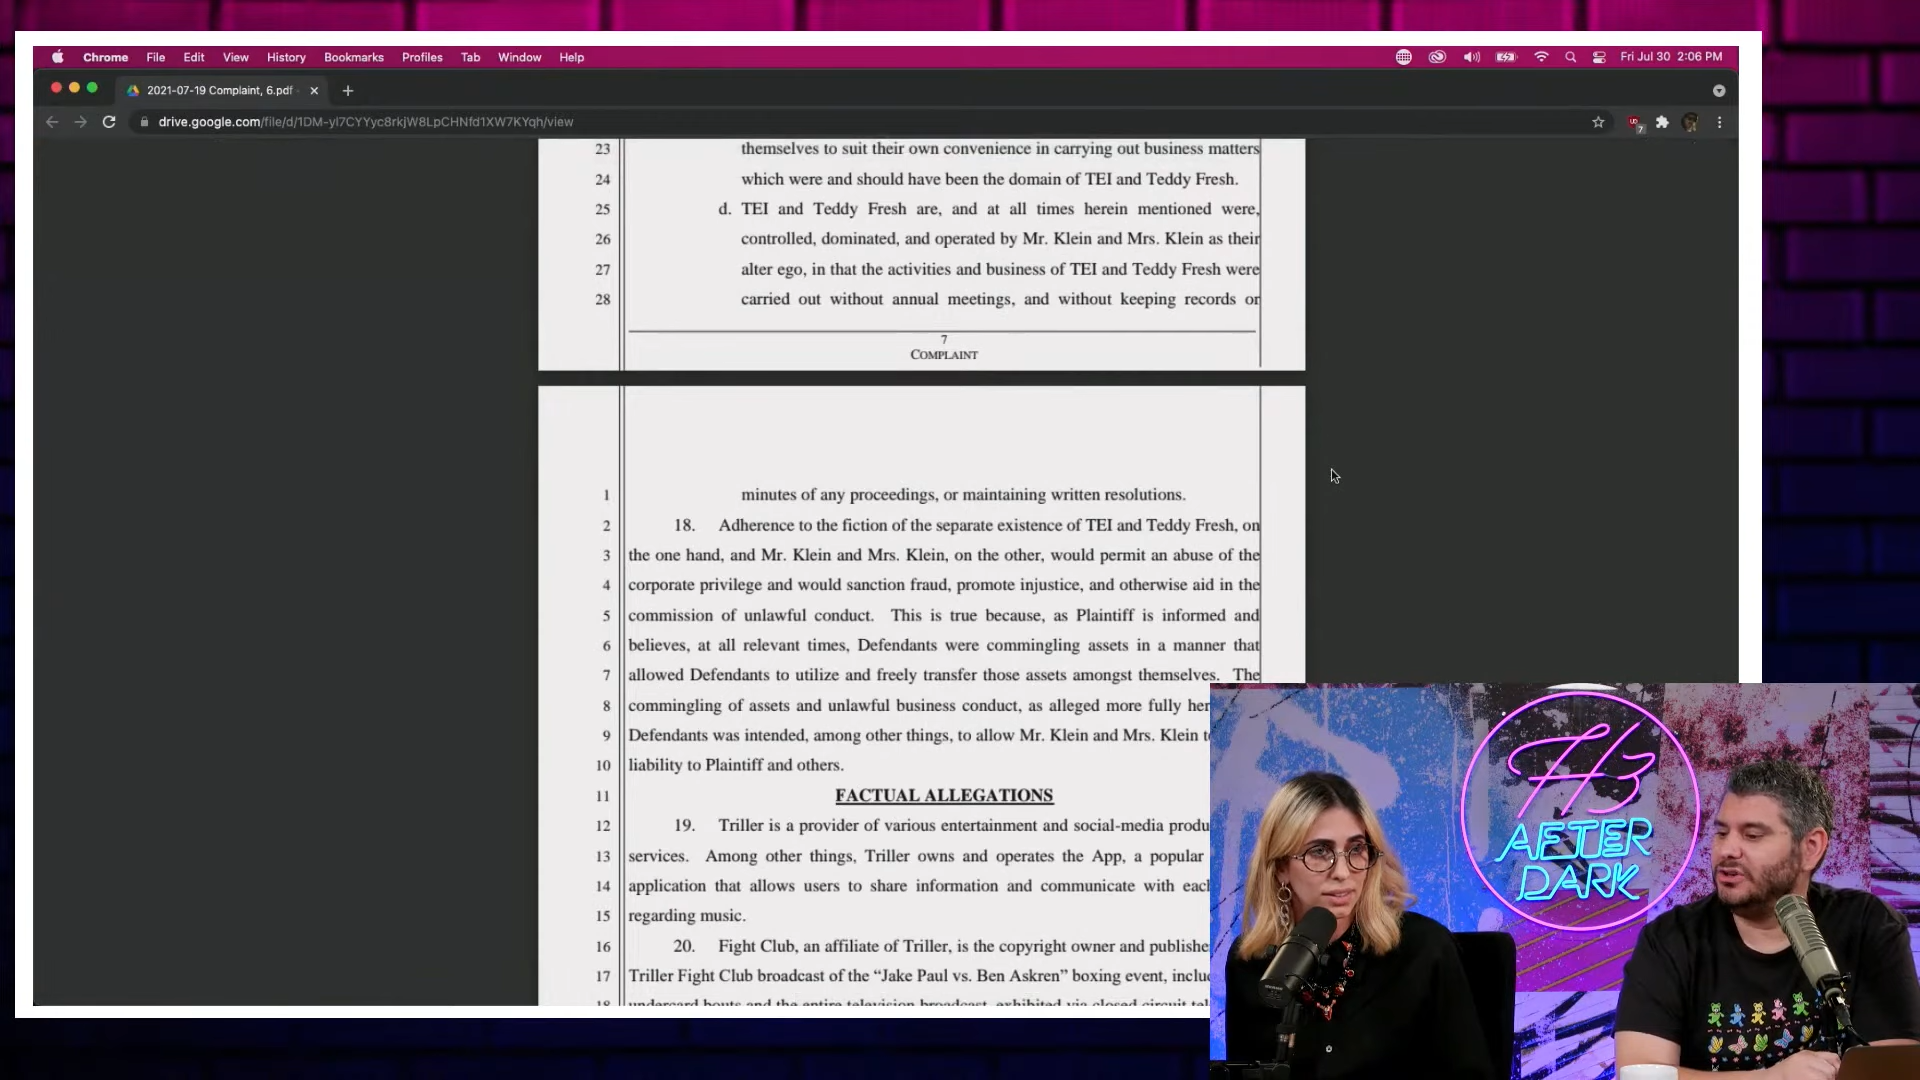 Chrome File Edit View History Bookmarks Profiles Tab Window Help Fri Jul 30 2:06 PM
2021-07-19 Complaint, 6.pdf
drive.google.com/file/d/1DM-yl7CYYyc8rkjW8LpCHNfd1XW7KYqh/view
7
23 themselves to suit their own convenience in carrying out business matters
24 which were and should have been the domain of TEI and Teddy Fresh.
25 d. TEI and Teddy Fresh are, and at all times herein mentioned were,
26 controlled, dominated, and operated by Mr. Klein and Mrs. Klein as their
27 alter ego, in that the activities and business of TEI and Teddy Fresh were
28 carried out without annual meetings, and without keeping records or
7
COMPLAINT
1 minutes of any proceedings, or maintaining written resolutions.
2 18. Adherence to the fiction of the separate existence of TEI and Teddy Fresh, on
3 the one hand, and Mr. Klein and Mrs. Klein, on the other, would permit an abuse of the
4 corporate privilege and would sanction fraud, promote injustice, and otherwise aid in the
5 commission of unlawful conduct. This is true because, as Plaintiff is informed and
6 believes, at all relevant times, Defendants were commingling assets in a manner that
7 allowed Defendants to utilize and freely transfer those assets amongst themselves. The
8 commingling of assets and unlawful business conduct, as alleged more fully her
9 Defendants was intended, among other things, to allow Mr. Klein and Mrs. Klein t
10 liability to Plaintiff and others.
11 FACTUAL ALLEGATIONS
12 19. Triller is a provider of various entertainment and social-media produ
13 services. Among other things, Triller owns and operates the App, a popular
14 application that allows users to share information and communicate with eac
15 regarding music.
16 20. Fight Club, an affiliate of Triller, is the copyright owner and publishe
17 Triller Fight Club broadcast of the “Jake Paul vs. Ben Askren” boxing event, inclu
18 undercard bouts and the entire television broadcast, exhibited via closed circuit tel
H3
AFTER
DARK